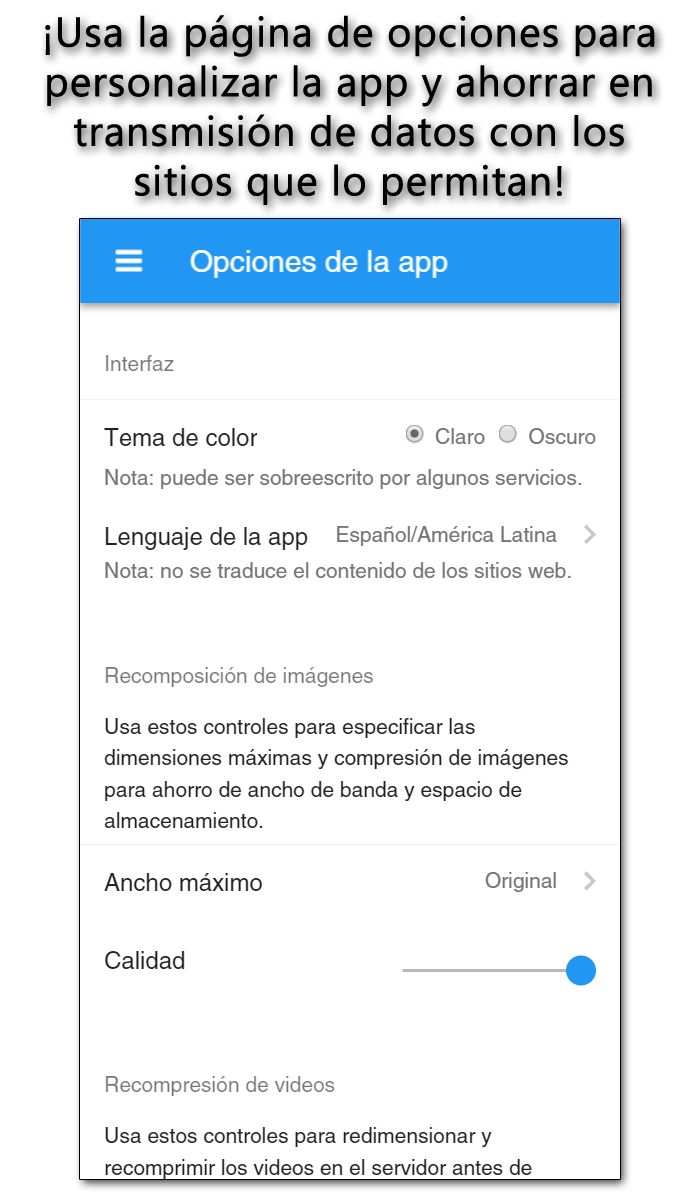 ¡Usa la página de opciones para
personalizar la app y ahorrar en
transmisión de datos con los
sitios que lo permitan!
Opciones de la app
Interfaz
Tema de color Claro Oscuro
Nota: puede ser sobreescrito por algunos servicios.
Lenguaje de la app Español/América Latina
Nota: no se traduce el contenido de los sitios web.
Recomposición de imágenes
Usa estos controles para especificar las
dimensiones máximas y compresión de imágenes
para ahorro de ancho de banda y espacio de
almacenamiento.
Ancho máximo Original
Calidad
Recompresión de videos
Usa estos controles para redimensionar y
recomprimir los videos en el servidor antes de